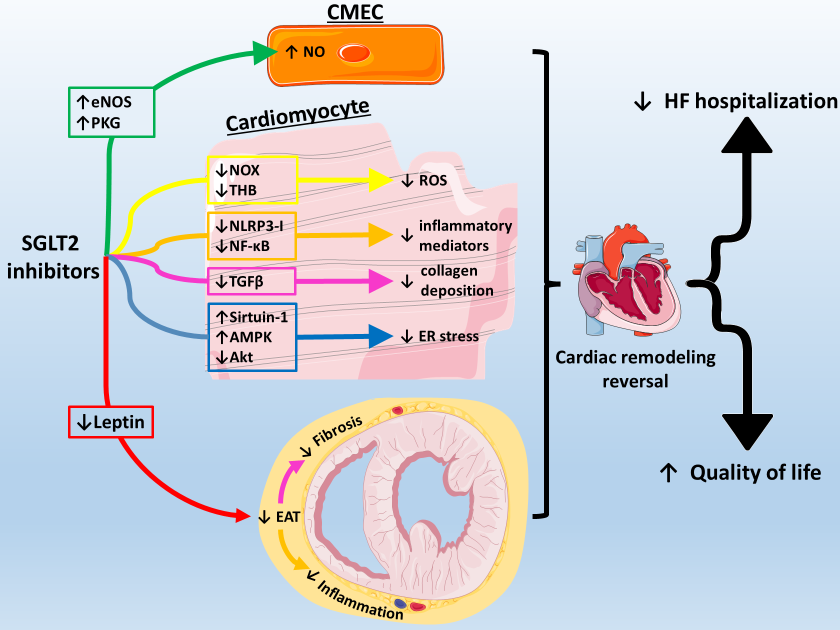 CMEC
↑ NO
↑eNOS
↑PKG
Cardiomyocyte
↓NOX
↓THB
↓ ROS
↓NLRP3-I
↓NF-κB
↓ inflammatory
mediators
↓TGFβ
↓ collagen
deposition
↑Sirtuin-1
↑AMPK
↓Akt
↓ ER stress
SGLT2
inhibitors
↓Leptin
↓ Fibrosis
↓ EAT
↓ Inflammation
Cardiac remodeling
reversal
↓ HF hospitalization
↑ Quality of life